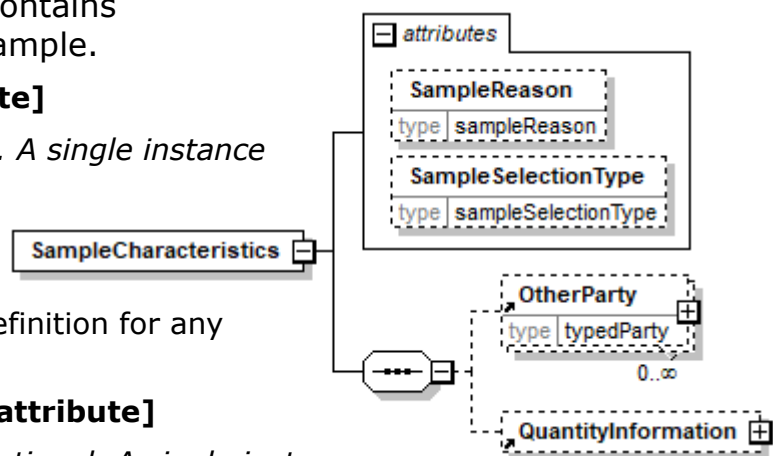 ontains
ample.
te]
. A single instance
efinition for any
attribute]
attributes
SampleReason
type sampleReason
SampleSelectionType
type sampleSelectionType
SampleCharacteristics
OtherParty
type typedParty
0..∞
QuantityInformation